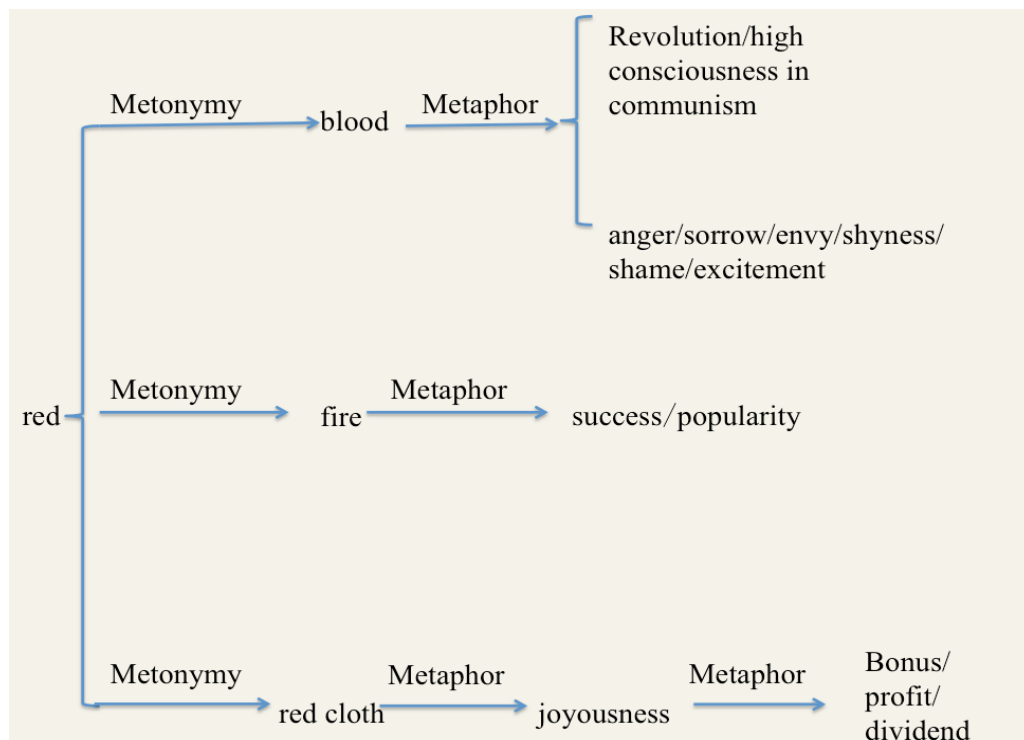 Revolution/high
consciousness in
communism
Metonymy
blood
Metaphor
anger/sorrow/envy/shyness/
shame/excitement
red
Metonymy
fire
Metaphor
success/popularity
Metonymy
red cloth
Metaphor
joyousness
Metaphor
Bonus/
profit/
dividend